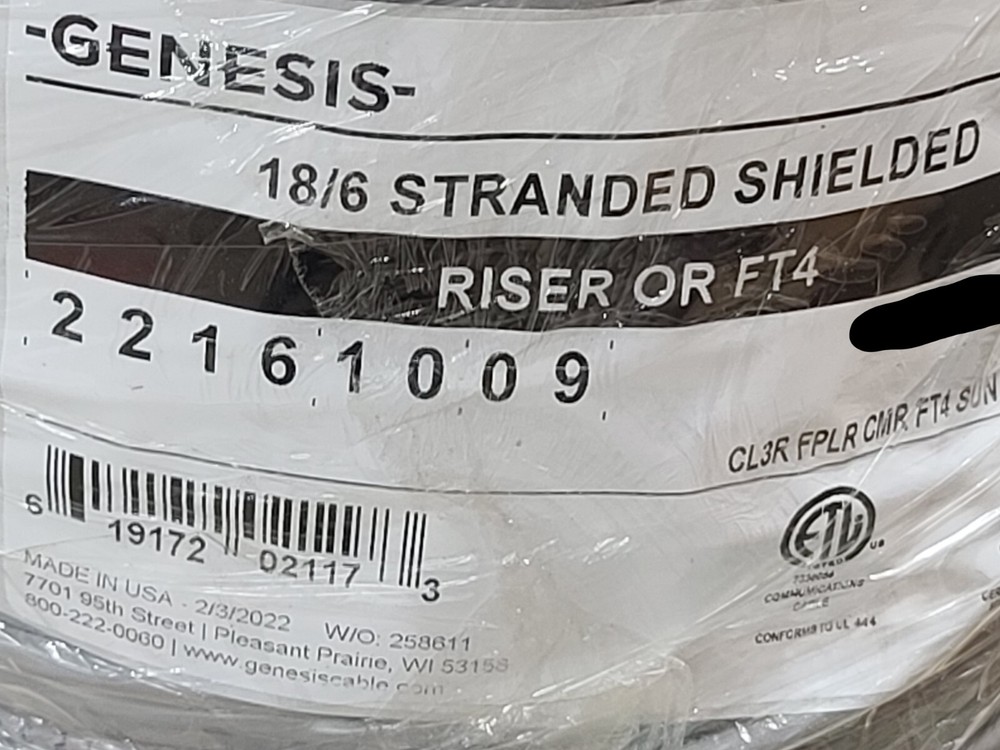 -GENESIS-
18/6 STRANDED SHIELDED
RISER OR FT4
22161009
CL3R FPLR CMR FT4 SUN
6 19172 02117 3
ETL
US
COMMUNICATIONS
CABLE
CONFORMS TO UL 444
MADE IN USA - 2/3/2022 W/O: 258611
7701 95th Street | Pleasant Prairie, WI 53158
800-222-0060 | www.genesiscable.com